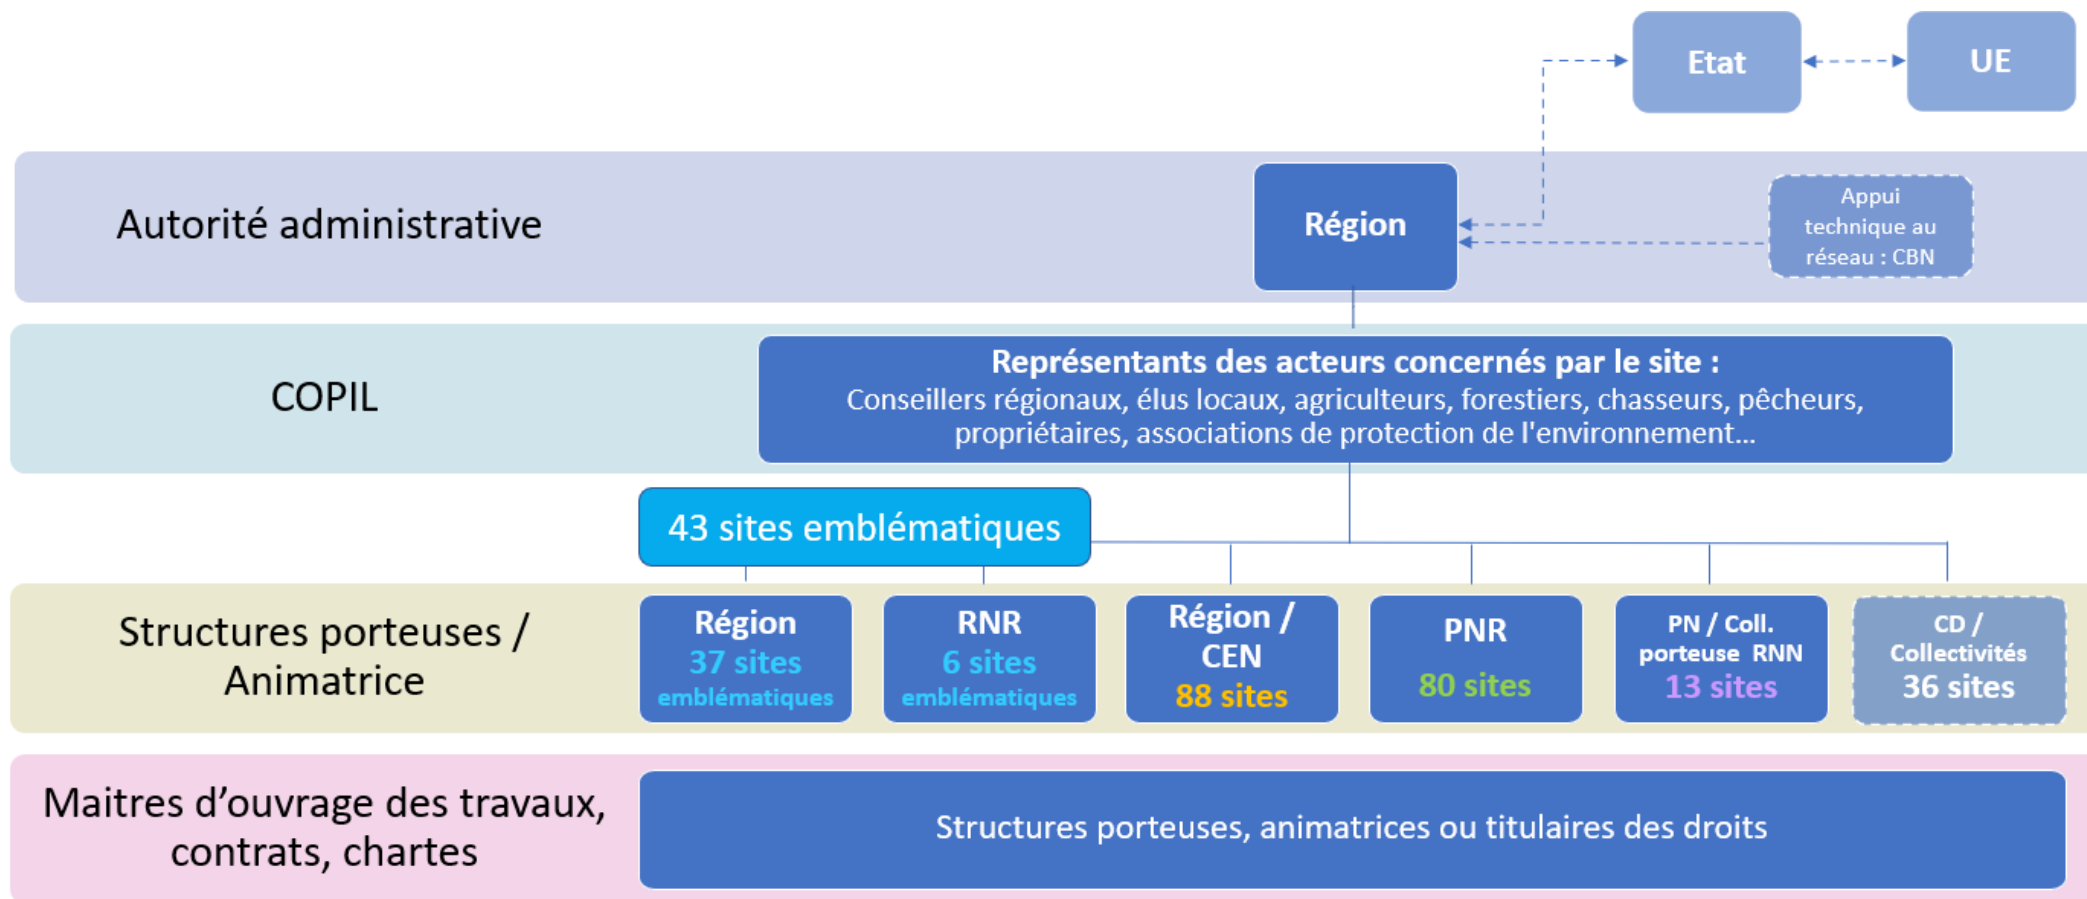 Etat
UE
Autorité administrative
Région
Appui
technique au
réseau : CBN
COPIL
Représentants des acteurs concernés par le site :
Conseillers régionaux, élus locaux, agriculteurs, forestiers, chasseurs, pêcheurs,
propriétaires, associations de protection de l'environnement...
43 sites emblématiques
Structures porteuses /
Animatrice
Région
37 sites
emblématiques
RNR
6 sites
emblématiques
Région /
CEN
88 sites
PNR
80 sites
PN / Coll.
porteuse RNN
13 sites
CD /
Collectivités
36 sites
Maitres d’ouvrage des travaux,
contrats, chartes
Structures porteuses, animatrices ou titulaires des droits